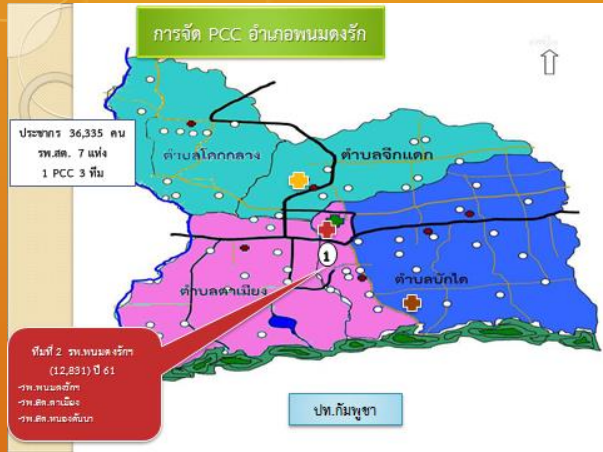 การจัด PCC อำเภอพนมดงรัก
ประชากร 36,335 คน
รพ.สต. 7 แห่ง
1 PCC 3 ทีม
ตำบลโคกกลาง
ตำบลจีกแดก
1
ตำบลตาเมียง
ตำบลบักได
ทีมที่ 2 รพ.พนมดงรักฯ
(12,831) ปี 61
-รพ.พนมดงรักฯ
-รพ.สต.ตาเมียง
-รพ.สต.หนองคันนา
ปท.กัมพูชา